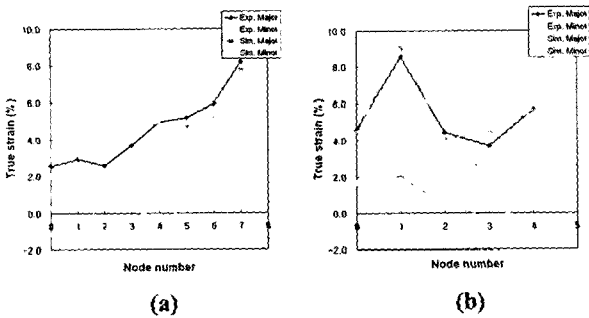 Exp. Major
Exp. Minor
Sim. Major
Sim. Minor
10.0
8.0
6.0
4.0
2.0
0.0
-2.0
True strain (%)
0 1 2 3 4 5 6 7 8
Node number
(a)
Exp. Major
Exp. Minor
Sim. Major
Sim. Minor
10.0
8.0
6.0
4.0
2.0
0.0
-2.0
True strain (%)
0 1 2 3 4 5
Node number
(b)